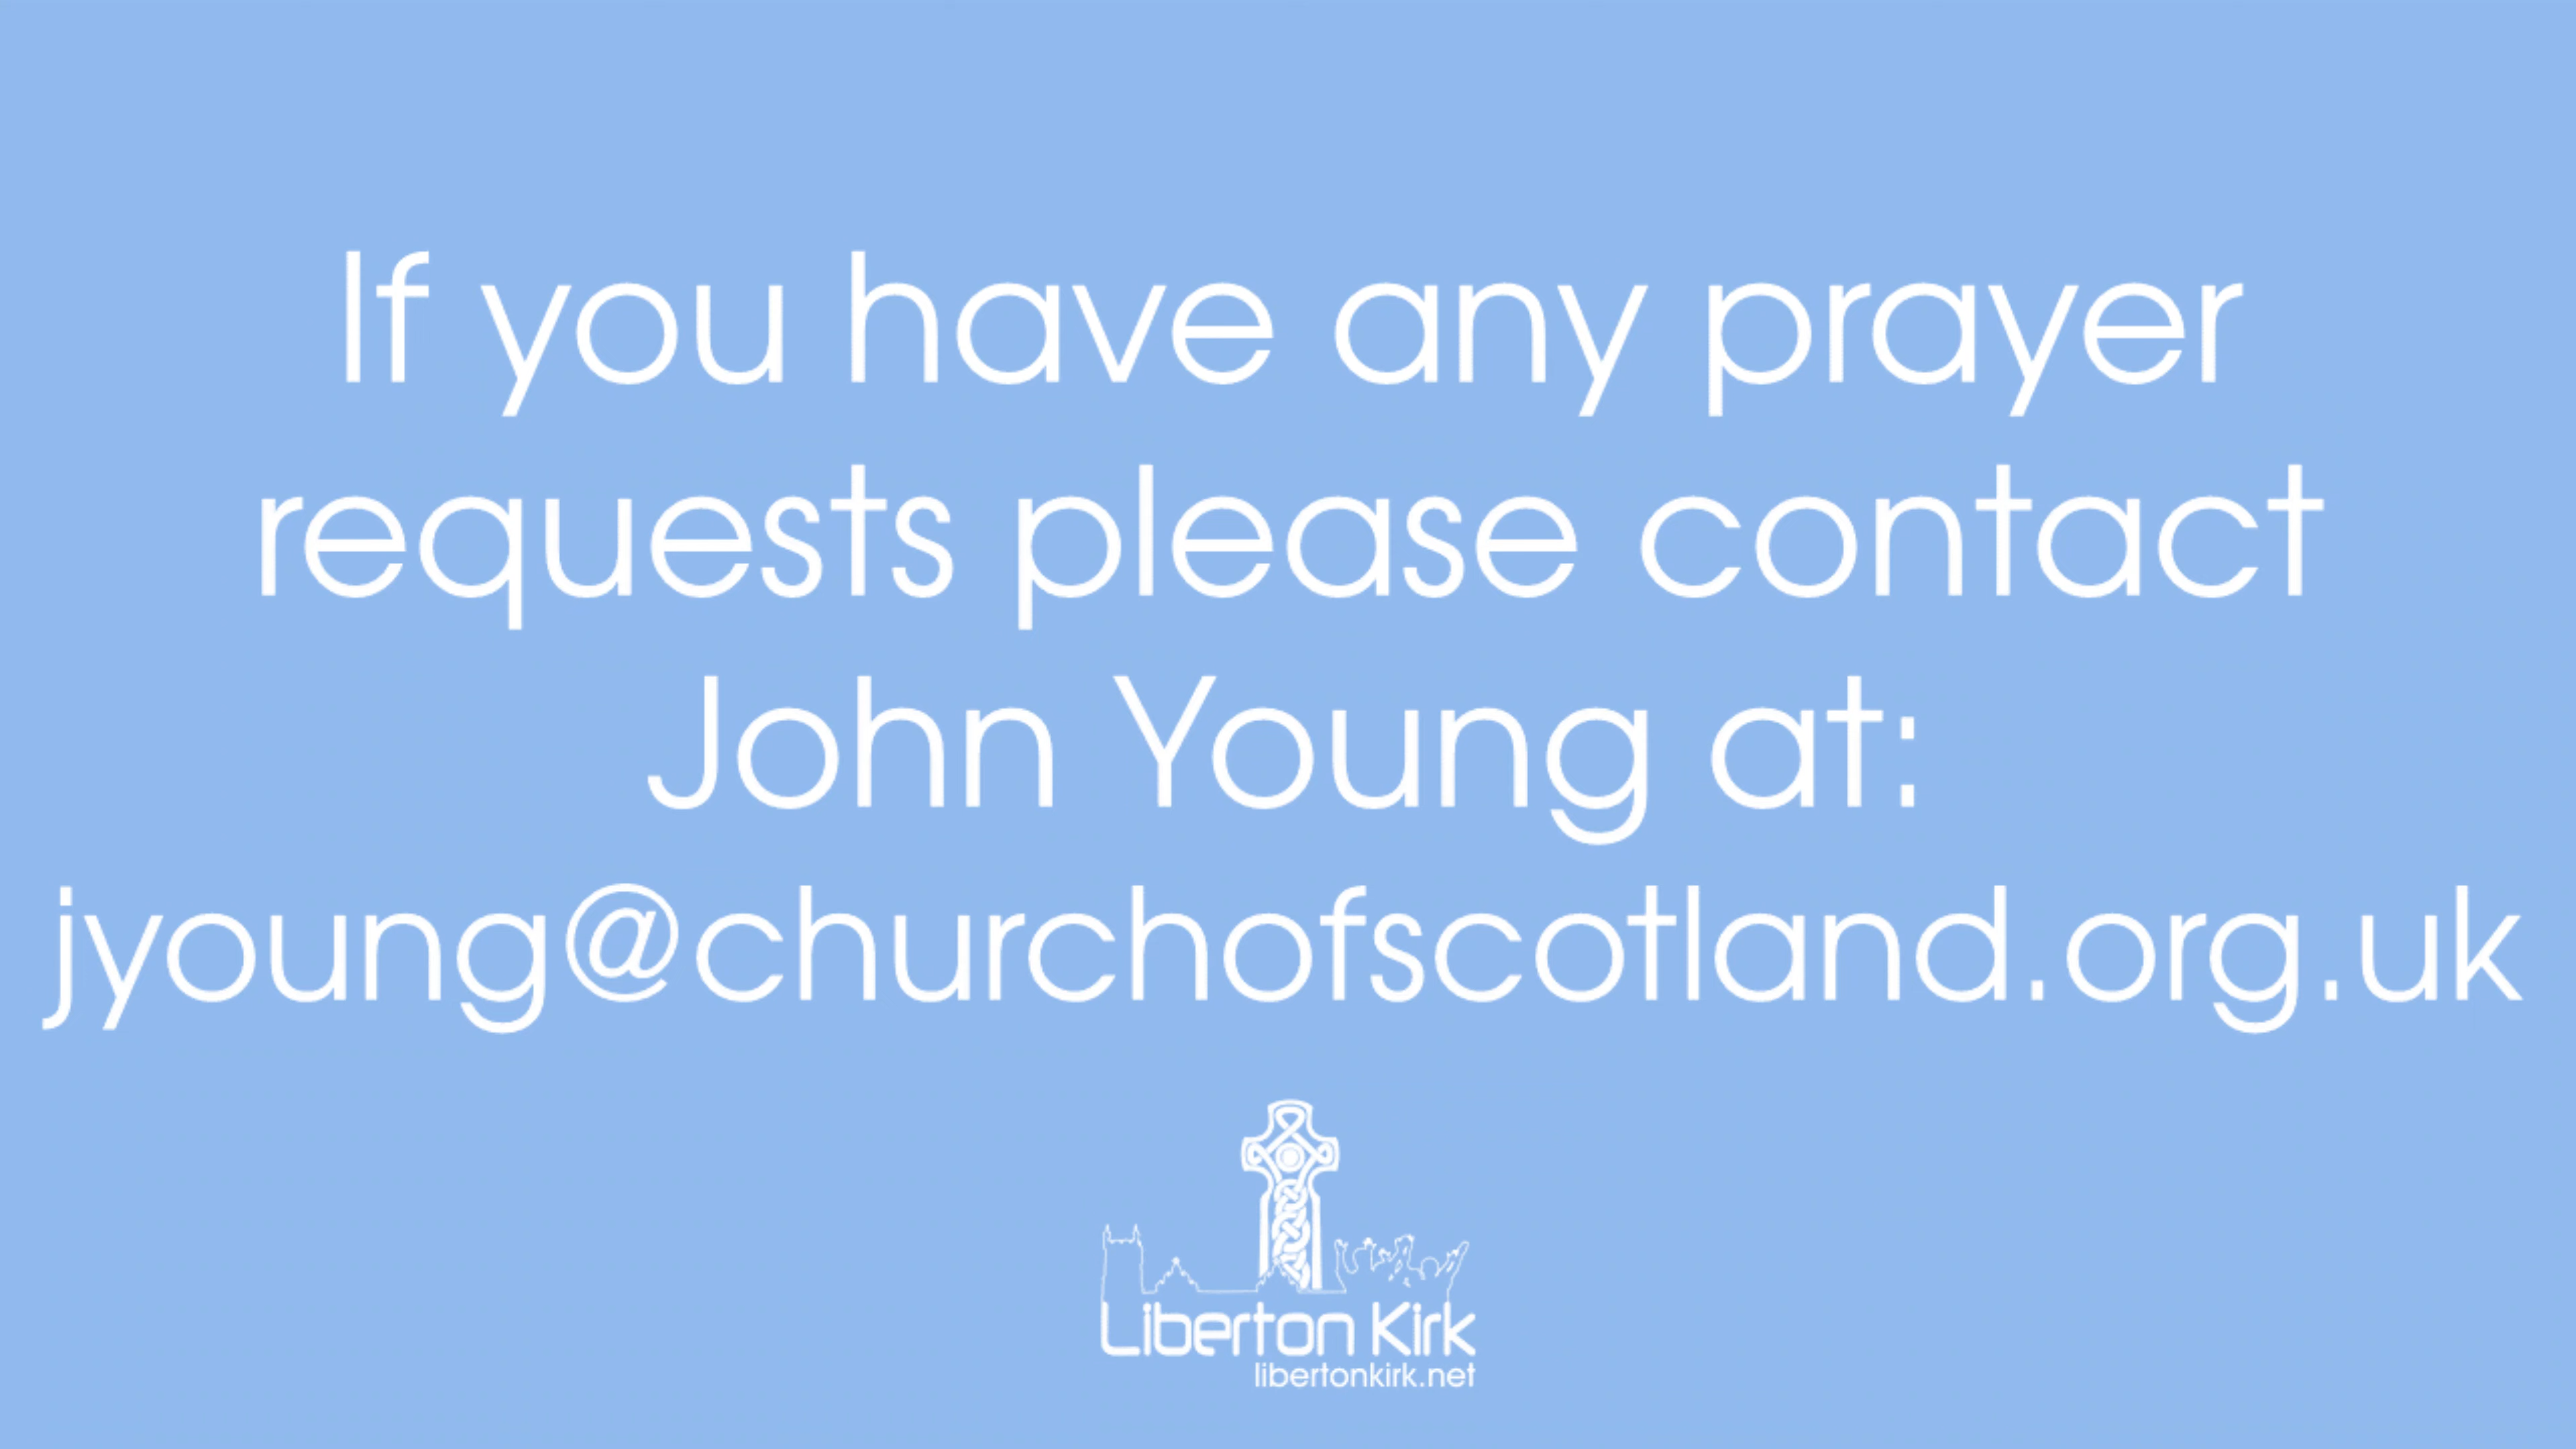 If you have any prayer
requests please contact
John Young at:
jyoung@churchofscotland.org.uk
Liberton Kirk
libertonkirk.net